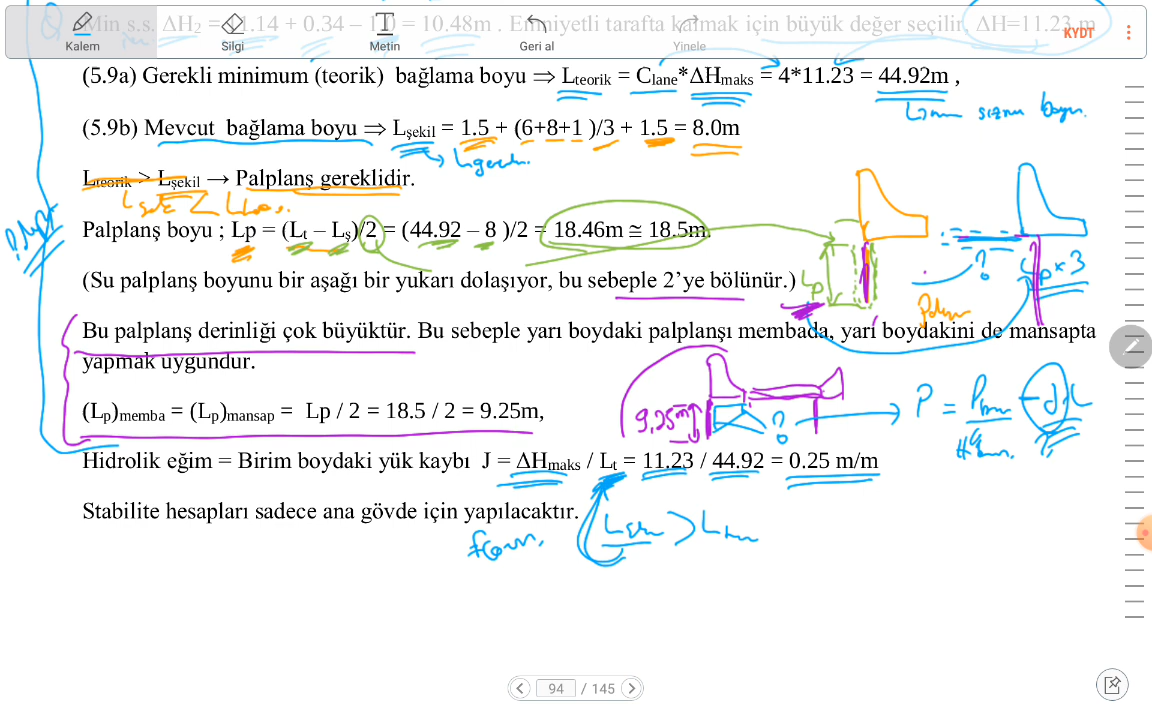 Min s.s. ΔH₂ = 11.14 + 0.34 – 1.0 = 10.48m . Emniyetli tarafta kalmak için büyük değer seçilir, ΔH=11.23 m
Kalem
Silgi
Metin
Geri al
Yinele
KYDT
(5.9a) Gerekli minimum (teorik) bağlama boyu ⇒ Lteorik = Clane*ΔHmaks = 4*11.23 = 44.92m ,
(5.9b) Mevcut bağlama boyu ⇒ Lşekil = 1.5 + (6+8+1 )/3 + 1.5 = 8.0m
Lteorik > Lşekil → Palplanş gereklidir.
Palplanş boyu ; Lp = (Lt – Lş)/2 = (44.92 – 8 )/2 = 18.46m ≅ 18.5m.
Lp
?
Lp×3
(Su palplanş boyunu bir aşağı bir yukarı dolaşıyor, bu sebeple 2’ye bölünür.)
Bu palplanş derinliği çok büyüktür. Bu sebeple yarı boydaki palplanşı membada, yarı boydakini de mansapta
yapmak uygundur.
(Lp)memba = (Lp)mansap = Lp / 2 = 18.5 / 2 = 9.25m,
9,25m
?
P =
Hidrolik eğim = Birim boydaki yük kaybı J = ΔHmaks / Lt = 11.23 / 44.92 = 0.25 m/m
Stabilite hesapları sadece ana gövde için yapılacaktır.
94 / 145